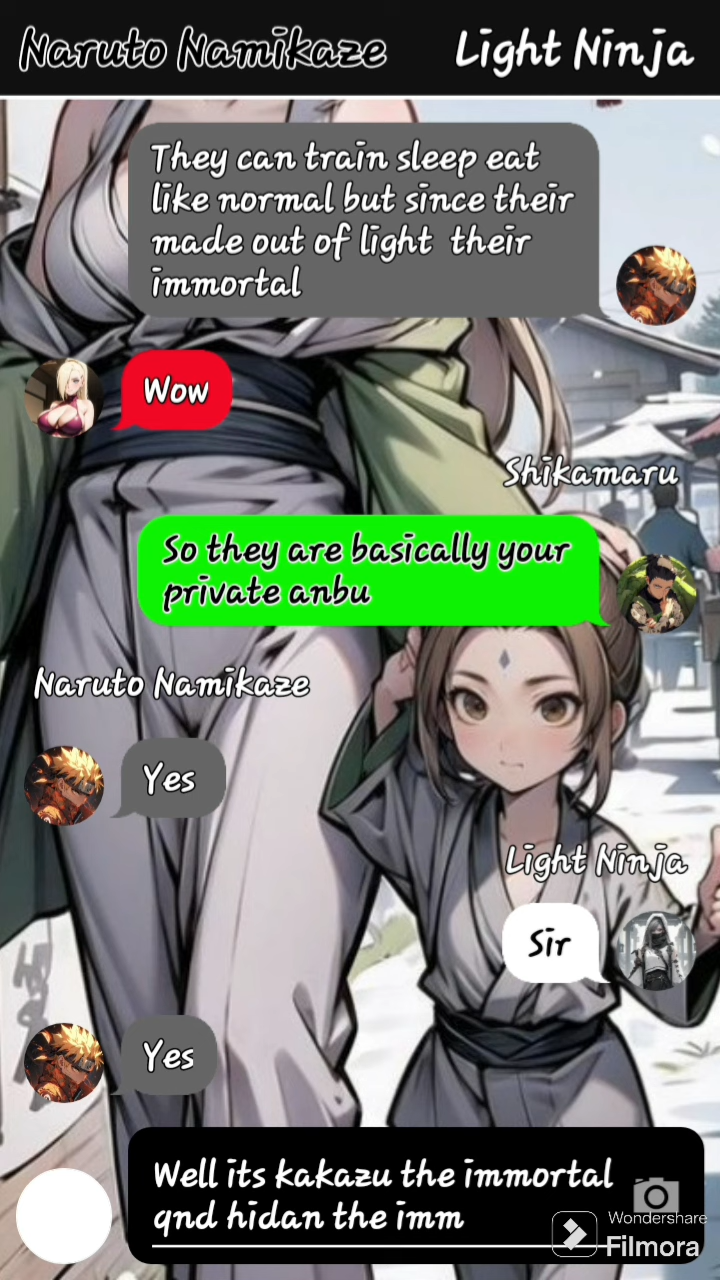 Naruto Namikaze Light Ninja
They can train sleep eat
like normal but since their
made out of light their
immortal
Wow
Shikamaru
So they are basically your
private anbu
Naruto Namikaze
Yes
Light Ninja
Sir
Yes
Well its kakazu the immortal
qnd hidan the imm
Wondershare
Filmora